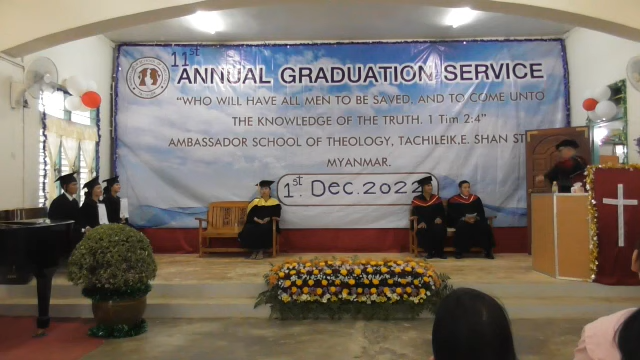 11st
ANNUAL GRADUATION SERVICE
"WHO WILL HAVE ALL MEN TO BE SAVED, AND TO COME UNTO
THE KNOWLEDGE OF THE TRUTH. 1 Tim 2:4"
AMBASSADOR SCHOOL OF THEOLOGY, TACHILEIK,E. SHAN ST
MYANMAR.
1st. Dec. 2022